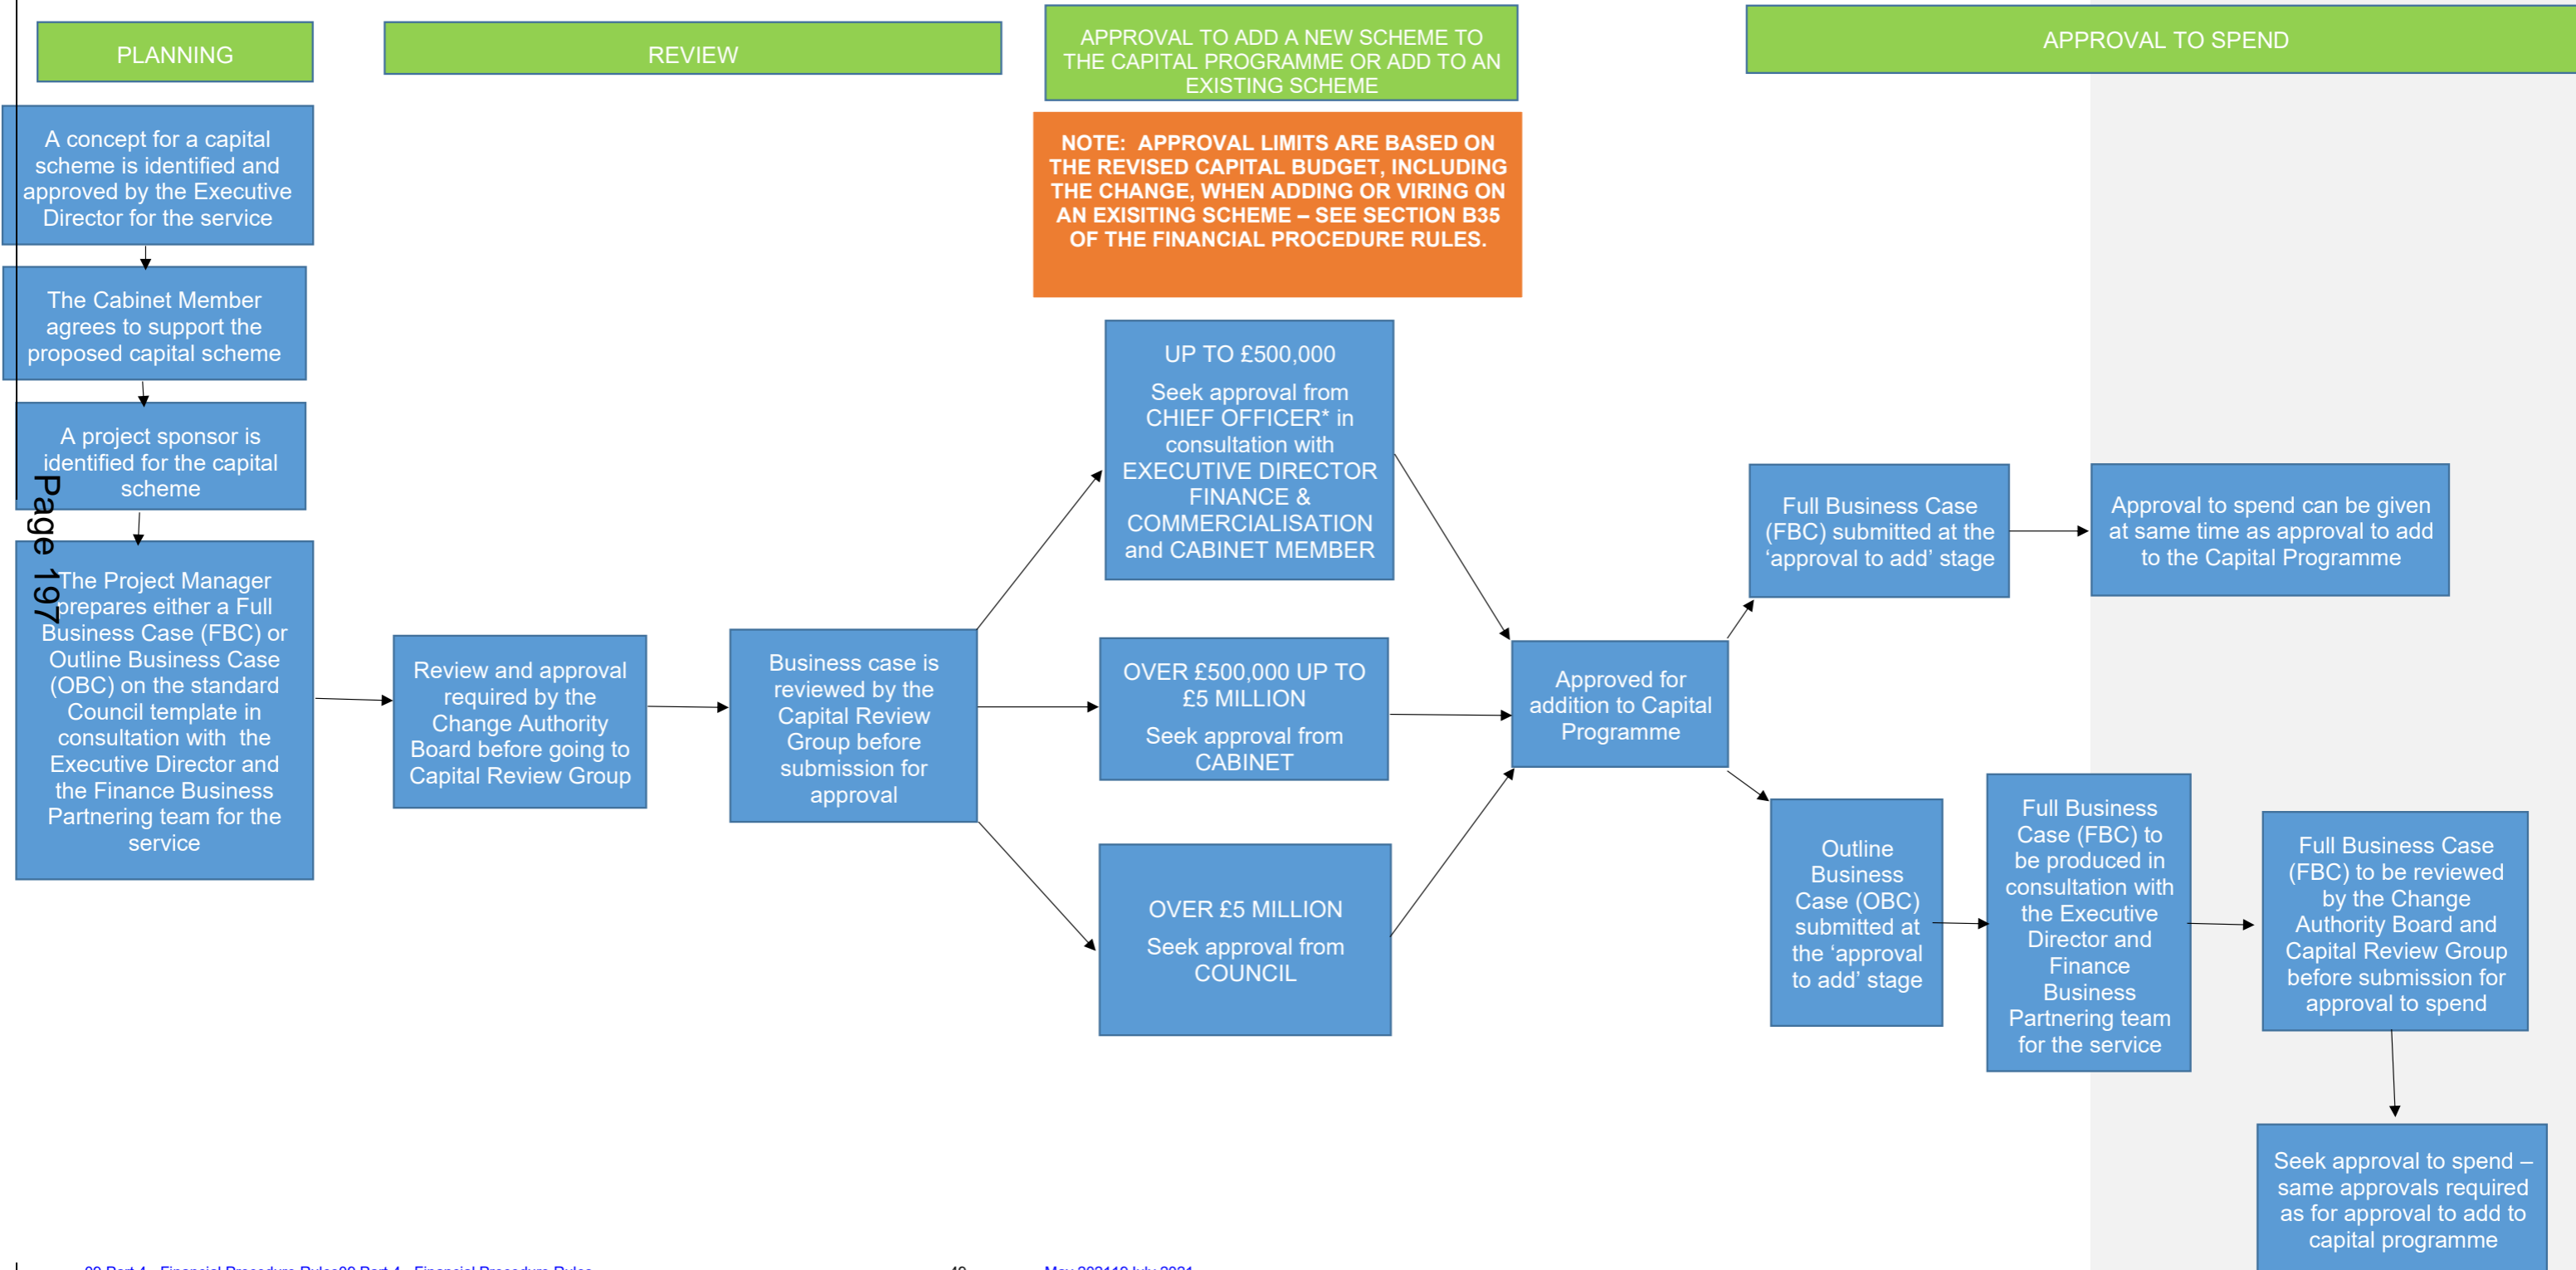 PLANNING
REVIEW
APPROVAL TO ADD A NEW SCHEME TO
THE CAPITAL PROGRAMME OR ADD TO AN
EXISTING SCHEME
APPROVAL TO SPEND
NOTE: APPROVAL LIMITS ARE BASED ON
THE REVISED CAPITAL BUDGET, INCLUDING
THE CHANGE, WHEN ADDING OR VIRING ON
AN EXISITING SCHEME – SEE SECTION B35
OF THE FINANCIAL PROCEDURE RULES.
A concept for a capital
scheme is identified and
approved by the Executive
Director for the service
The Cabinet Member
agrees to support the
proposed capital scheme
A project sponsor is
identified for the capital
scheme
Page 197
The Project Manager
prepares either a Full
Business Case (FBC) or
Outline Business Case
(OBC) on the standard
Council template in
consultation with the
Executive Director and
the Finance Business
Partnering team for the
service
Review and approval
required by the
Change Authority
Board before going to
Capital Review Group
Business case is
reviewed by the
Capital Review
Group before
submission for
approval
UP TO £500,000
Seek approval from
CHIEF OFFICER* in
consultation with
EXECUTIVE DIRECTOR
FINANCE &
COMMERCIALISATION
and CABINET MEMBER
OVER £500,000 UP TO
£5 MILLION
Seek approval from
CABINET
OVER £5 MILLION
Seek approval from
COUNCIL
Approved for
addition to Capital
Programme
Full Business Case
(FBC) submitted at the
‘approval to add’ stage
Approval to spend can be given
at same time as approval to add
to the Capital Programme
Outline
Business
Case (OBC)
submitted at
the ‘approval
to add’ stage
Full Business
Case (FBC) to
be produced in
consultation with
the Executive
Director and
Finance
Business
Partnering team
for the service
Full Business Case
(FBC) to be reviewed
by the Change
Authority Board and
Capital Review Group
before submission for
approval to spend
Seek approval to spend –
same approvals required
as for approval to add to
capital programme